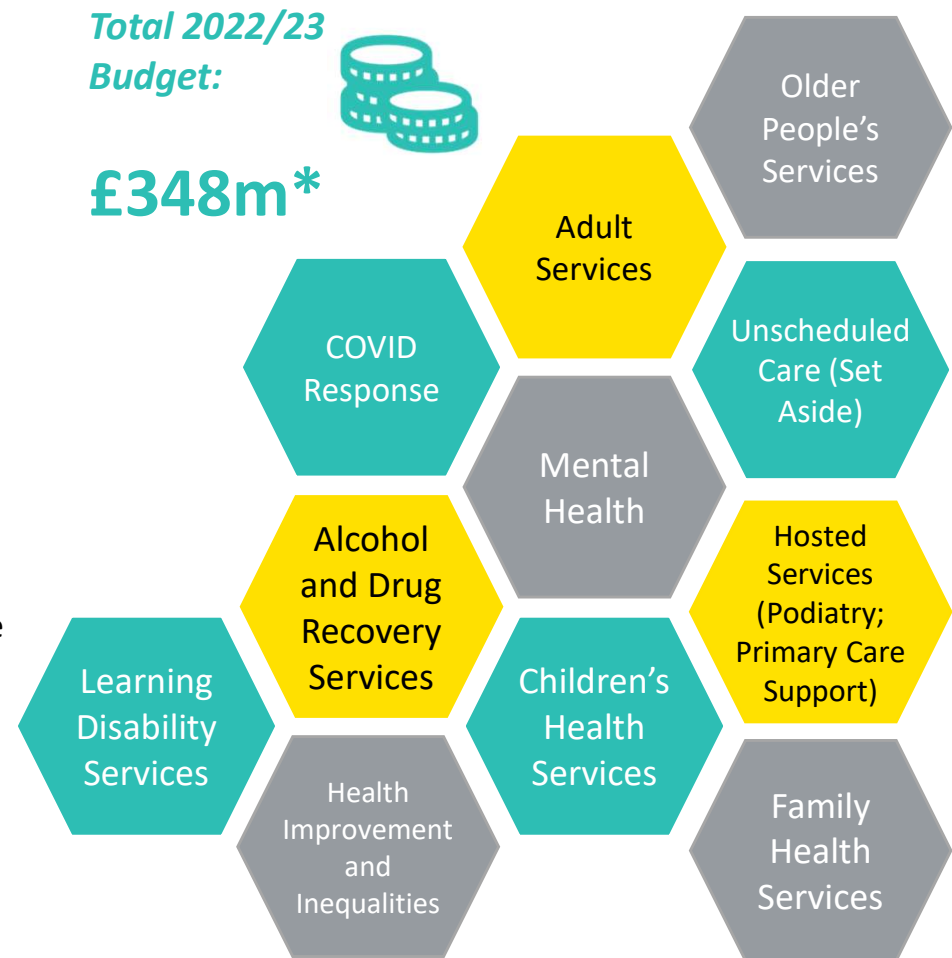 Total 2022/23
Budget:
£348m*
Older
People’s
Services
Adult
Services
COVID
Response
Unscheduled
Care (Set
Aside)
Mental
Health
Alcohol
and Drug
Recovery
Services
Hosted
Services
(Podiatry;
Primary Care
Support)
Learning
Disability
Services
Children’s
Health
Services
Health
Improvement
and
Inequalities
Family
Health
Services